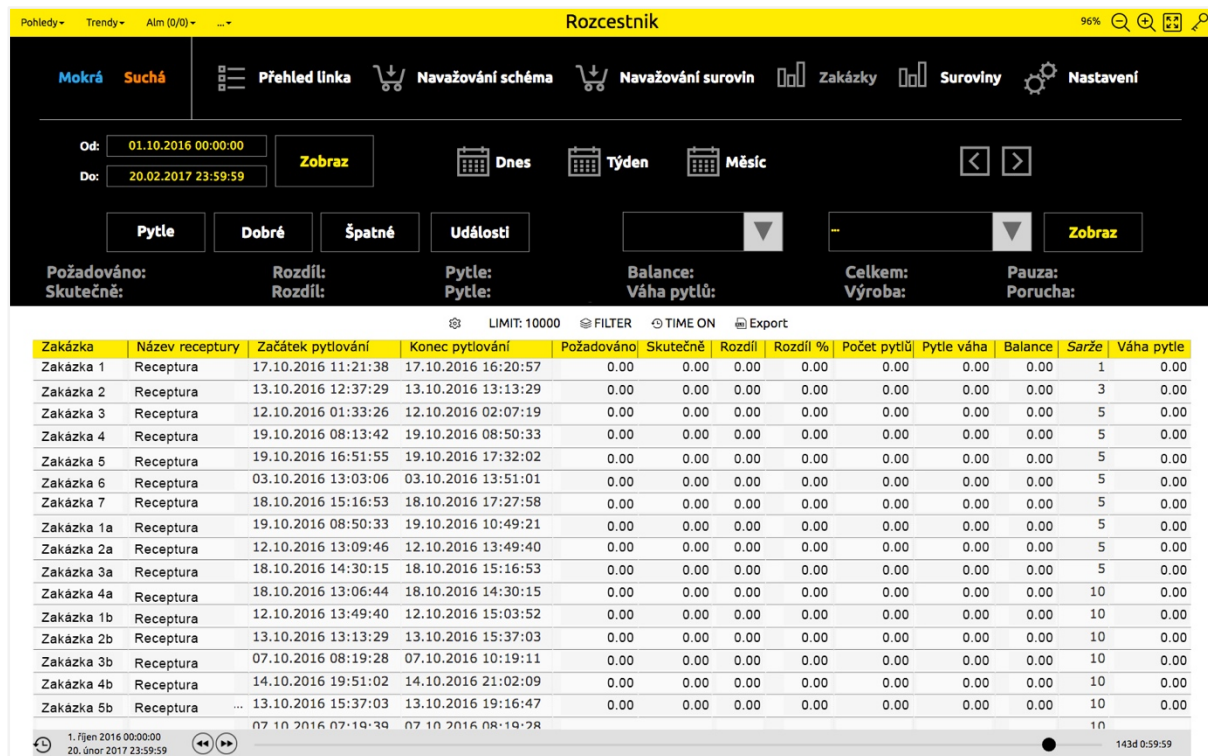 Pohledy Trendy Alm (0/0) ... Rozcestnik 96%
Mokrá Suchá Přehled linka Navažování schéma Navažování surovin Zakázky Suroviny Nastavení
Od: 01.10.2016 00:00:00
Zobraz Dnes Týden Měsíc
Do: 20.02.2017 23:59:59
Pytle Dobré Špatné Události ... Zobraz
Požadováno: Rozdíl: Pytle: Balance: Celkem: Pauza:
Skutečně: Rozdíl: Pytle: Váha pytlů: Výroba: Porucha:
LIMIT: 10000 FILTER TIME ON Export
Zakázka Název receptury Začátek pytlování Konec pytlování Požadováno Skutečně Rozdíl Rozdíl % Počet pytlů Pytle váha Balance Sarže Váha pytle
Zakázka 1 Receptura 17.10.2016 11:21:38 17.10.2016 16:20:57 0.00 0.00 0.00 0.00 0.00 0.00 0.00 1 0.00
Zakázka 2 Receptura 13.10.2016 12:37:29 13.10.2016 13:13:29 0.00 0.00 0.00 0.00 0.00 0.00 0.00 3 0.00
Zakázka 3 Receptura 12.10.2016 01:33:26 12.10.2016 02:07:19 0.00 0.00 0.00 0.00 0.00 0.00 0.00 5 0.00
Zakázka 4 Receptura 19.10.2016 08:13:42 19.10.2016 08:50:33 0.00 0.00 0.00 0.00 0.00 0.00 0.00 5 0.00
Zakázka 5 Receptura 19.10.2016 16:51:55 19.10.2016 17:32:02 0.00 0.00 0.00 0.00 0.00 0.00 0.00 5 0.00
Zakázka 6 Receptura 03.10.2016 13:03:06 03.10.2016 13:51:01 0.00 0.00 0.00 0.00 0.00 0.00 0.00 5 0.00
Zakázka 7 Receptura 18.10.2016 15:16:53 18.10.2016 17:27:58 0.00 0.00 0.00 0.00 0.00 0.00 0.00 5 0.00
Zakázka 1a Receptura 19.10.2016 08:50:33 19.10.2016 10:49:21 0.00 0.00 0.00 0.00 0.00 0.00 0.00 5 0.00
Zakázka 2a Receptura 12.10.2016 13:09:46 12.10.2016 13:49:40 0.00 0.00 0.00 0.00 0.00 0.00 0.00 5 0.00
Zakázka 3a Receptura 18.10.2016 14:30:15 18.10.2016 15:16:53 0.00 0.00 0.00 0.00 0.00 0.00 0.00 5 0.00
Zakázka 4a Receptura 18.10.2016 13:06:44 18.10.2016 14:30:15 0.00 0.00 0.00 0.00 0.00 0.00 0.00 10 0.00
Zakázka 1b Receptura 12.10.2016 13:49:40 12.10.2016 15:03:52 0.00 0.00 0.00 0.00 0.00 0.00 0.00 10 0.00
Zakázka 2b Receptura 13.10.2016 13:13:29 13.10.2016 15:37:03 0.00 0.00 0.00 0.00 0.00 0.00 0.00 10 0.00
Zakázka 3b Receptura 07.10.2016 08:19:28 07.10.2016 10:19:11 0.00 0.00 0.00 0.00 0.00 0.00 0.00 10 0.00
Zakázka 4b Receptura 14.10.2016 19:51:02 14.10.2016 21:02:09 0.00 0.00 0.00 0.00 0.00 0.00 0.00 10 0.00
Zakázka 5b Receptura ... 13.10.2016 15:37:03 13.10.2016 19:16:47 0.00 0.00 0.00 0.00 0.00 0.00 0.00 10 0.00
07.10.2016 07:19:39 07.10.2016 08:19:28 10
1. říjen 2016 00:00:00
20. únor 2017 23:59:59 143d 0:59:59